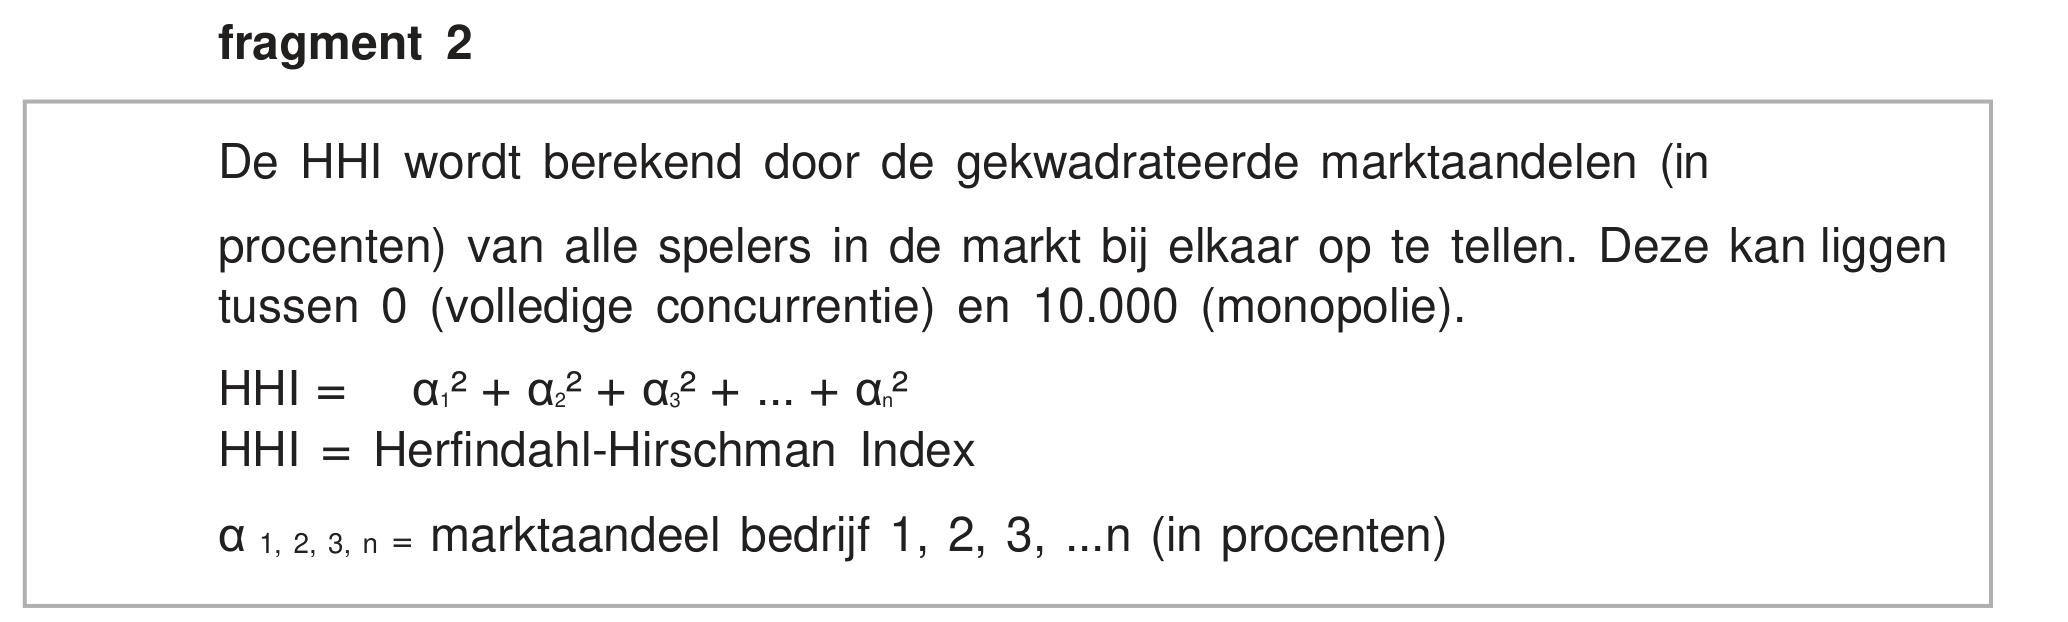 fragment 2
De HHI wordt berekend door de gekwadrateerde marktaandelen (in
procenten) van alle spelers in de markt bij elkaar op te tellen. Deze kan liggen
tussen 0 (volledige concurrentie) en 10.000 (monopolie).
HHI = α₁² + α₂² + α₃² + ... + αₙ²
HHI = Herfindahl-Hirschman Index
α ₁, ₂, ₃, ₙ = marktaandeel bedrijf 1, 2, 3, ...n (in procenten)